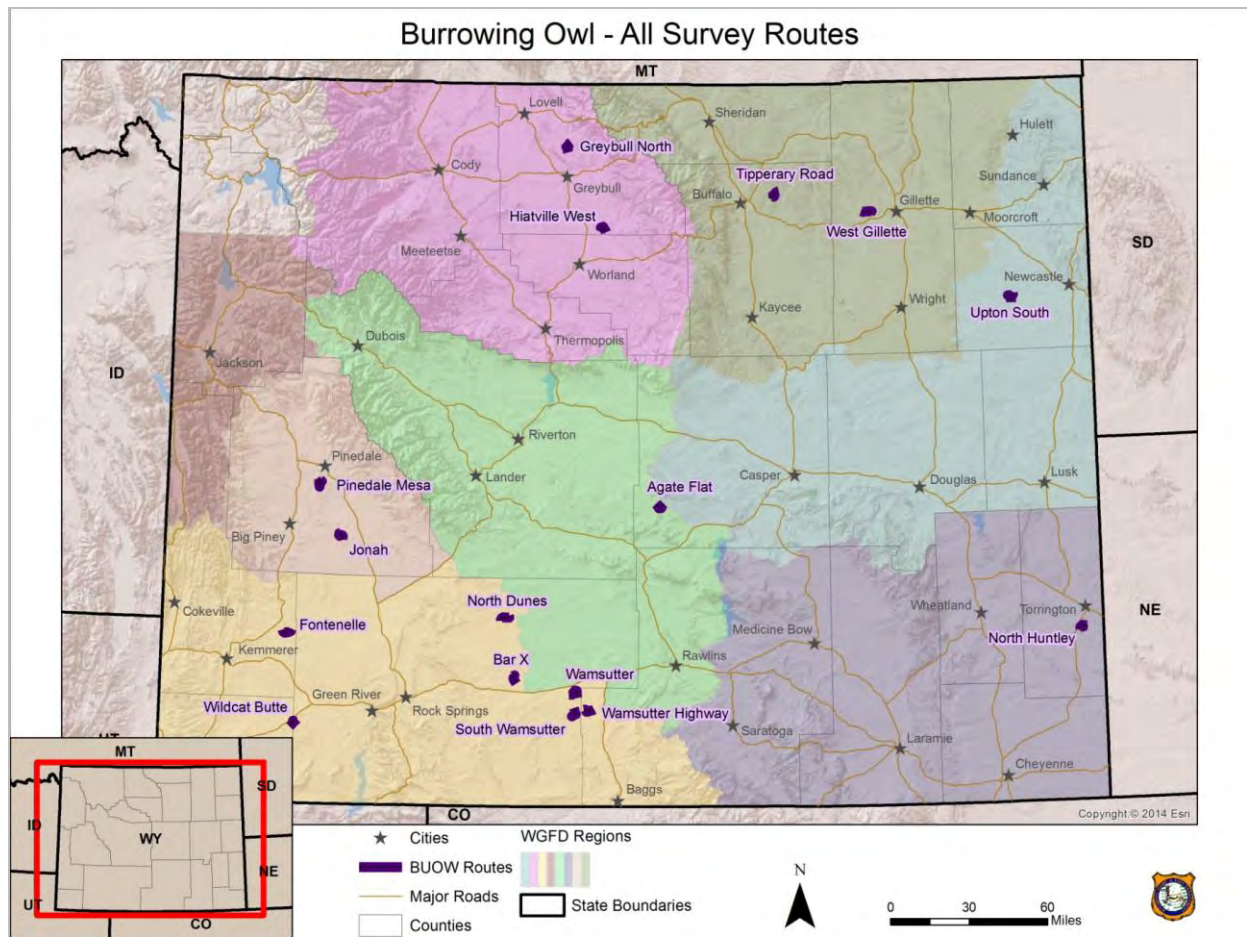 Burrowing Owl - All Survey Routes
MT
Lovell
Sheridan
Hulett
Greybull North
Cody
Tipperary Road
Sundance
Greybull
Buffalo
Gillette
Hiatville West
West Gillette
Moorcroft
Meeteetse
SD
Worland
Newcastle
Kaycee
Wright
Upton South
Dubois
Thermopolis
Jackson
ID
Riverton
Pinedale
Lander
Casper
Lusk
Pinedale Mesa
Agate Flat
Douglas
Big Piney
Jonah
Cokeville
North Dunes
Wheatland
Torrington
NE
Fontenelle
Medicine Bow
North Huntley
Kemmerer
Bar X
Rawlins
Wamsutter
Green River
Wildcat Butte
Rock Springs
Wamsutter Highway
South Wamsutter
Saratoga
UT
Laramie
Cheyenne
Baggs
CO
Copyright:© 2014 Esri
MT
SD
ID
WY
NE
UT
CO
Cities
WGFD Regions
BUOW Routes
Major Roads
State Boundaries
Counties
N
0 30 60
Miles